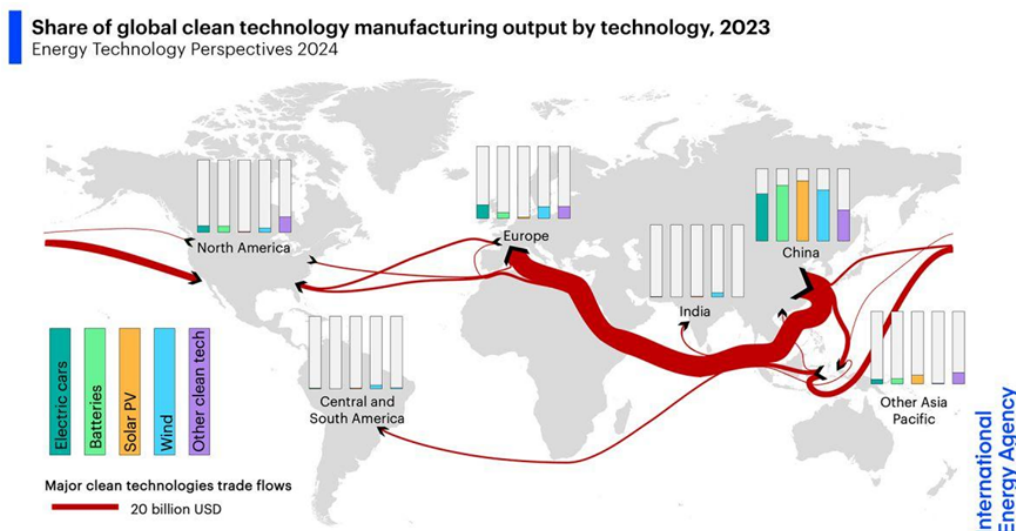 Share of global clean technology manufacturing output by technology, 2023
Energy Technology Perspectives 2024
North America
Europe
China
India
Central and
South America
Other Asia
Pacific
Electric cars
Batteries
Solar PV
Wind
Other clean tech
Major clean technologies trade flows
20 billion USD
International
Energy Agency